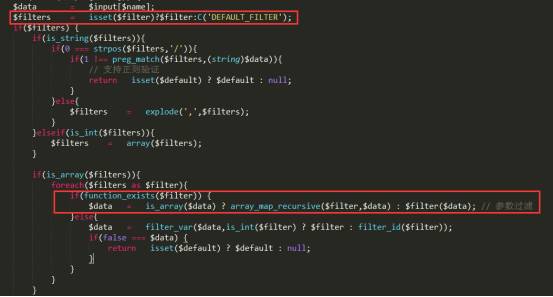 $data = $input[$name];
$filters = isset($filter)?$filter:C('DEFAULT_FILTER');
if($filters) {
if(is_string($filters)){
if(0 === strpos($filters,'/')){
if(1 !== preg_match($filters,(string)$data)){
// 支持正则验证
return isset($default) ? $default : null;
}
}else{
$filters = explode(',',$filters);
}
}elseif(is_int($filters)){
$filters = array($filters);
}
if(is_array($filters)){
foreach($filters as $filter){
if(function_exists($filter)) {
$data = is_array($data) ? array_map_recursive($filter,$data) : $filter($data); // 参数过滤
}else{
$data = filter_var($data,is_int($filter) ? $filter : filter_id($filter));
if(false === $data) {
return isset($default) ? $default : null;
}
}
}
}
}